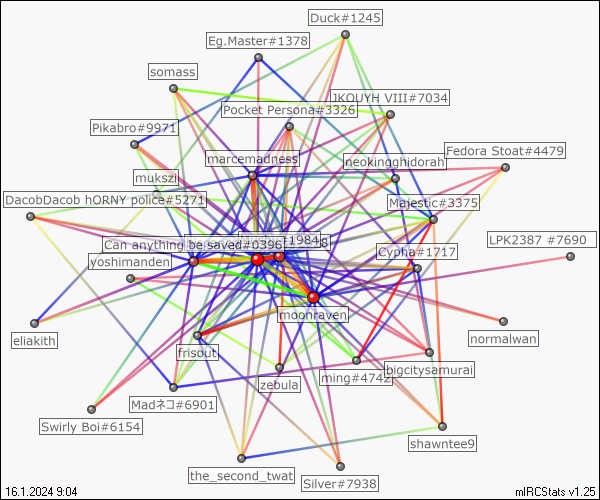 Duck#1245
Eg.Master#1378
somass
JKOUYH VIII#7034
Pocket Persona#3326
Pikabro#9971
Fedora Stoat#4479
marcemadness
neokingghidorah
mukszi
DacobDacob hORNY police#5271
Majestic#3375
LPK2387 #7690
Can anything be saved#0396
1984
8
Cypha#1717
yoshimanden
moonraven
eliakith
normalwan
frisout
bigcitysamurai
ming#4742
zebula
Madネコ#6901
Swirly Boi#6154
shawntee9
the_second_twat
Silver#7938
16.1.2024 9:04
mIRCStats v1.25